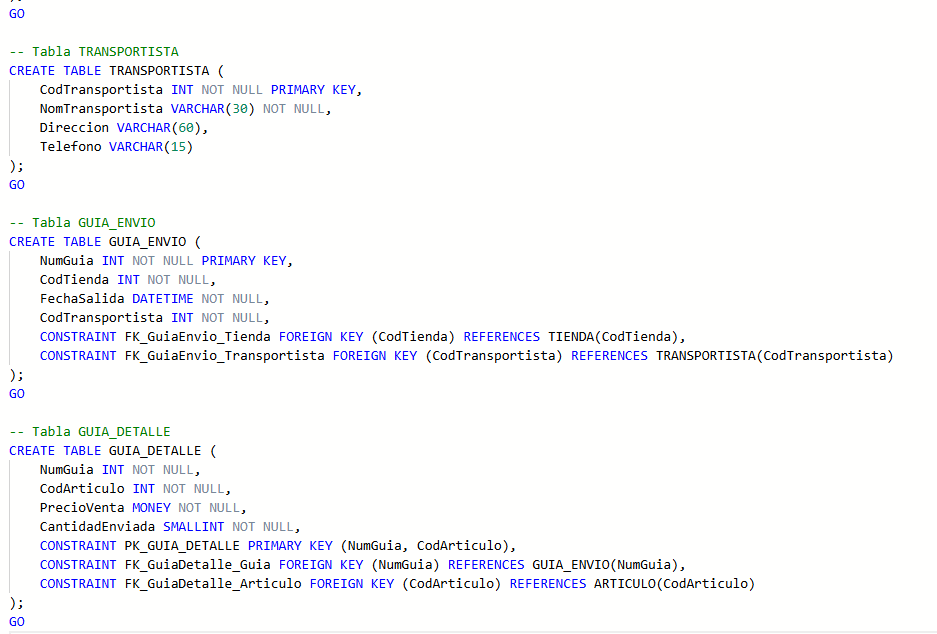 GO
-- Tabla TRANSPORTISTA
CREATE TABLE TRANSPORTISTA (
CodTransportista INT NOT NULL PRIMARY KEY,
NomTransportista VARCHAR(30) NOT NULL,
Direccion VARCHAR(60),
Telefono VARCHAR(15)
);
GO
-- Tabla GUIA_ENVIO
CREATE TABLE GUIA_ENVIO (
NumGuia INT NOT NULL PRIMARY KEY,
CodTienda INT NOT NULL,
FechaSalida DATETIME NOT NULL,
CodTransportista INT NOT NULL,
CONSTRAINT FK_GuiaEnvio_Tienda FOREIGN KEY (CodTienda) REFERENCES TIENDA(CodTienda),
CONSTRAINT FK_GuiaEnvio_Transportista FOREIGN KEY (CodTransportista) REFERENCES TRANSPORTISTA(CodTransportista)
);
GO
-- Tabla GUIA_DETALLE
CREATE TABLE GUIA_DETALLE (
NumGuia INT NOT NULL,
CodArticulo INT NOT NULL,
PrecioVenta MONEY NOT NULL,
CantidadEnviada SMALLINT NOT NULL,
CONSTRAINT PK_GUIA_DETALLE PRIMARY KEY (NumGuia, CodArticulo),
CONSTRAINT FK_GuiaDetalle_Guia FOREIGN KEY (NumGuia) REFERENCES GUIA_ENVIO(NumGuia),
CONSTRAINT FK_GuiaDetalle_Articulo FOREIGN KEY (CodArticulo) REFERENCES ARTICULO(CodArticulo)
);
GO